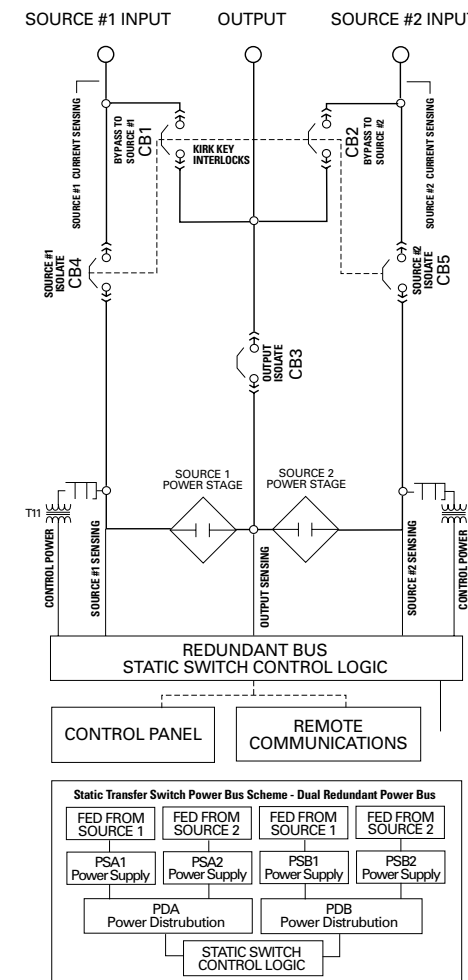 SOURCE #1 INPUT
OUTPUT
SOURCE #2 INPUT
SOURCE #1 CURRENT SENSING
BYPASS TO
SOURCE #1
CB1
KIRK KEY
INTERLOCKS
CB2
BYPASS TO
SOURCE #2
SOURCE #2 CURRENT SENSING
SOURCE #1
ISOLATE
CB4
SOURCE #2
ISOLATE
CB5
OUTPUT
ISOLATE
CB3
SOURCE 1
POWER STAGE
SOURCE 2
POWER STAGE
T11
CONTROL POWER
SOURCE #1 SENSING
OUTPUT SENSING
SOURCE #2 SENSING
CONTROL POWER
REDUNDANT BUS
STATIC SWITCH CONTROL LOGIC
CONTROL PANEL
REMOTE
COMMUNICATIONS
Static Transfer Switch Power Bus Scheme - Dual Redundant Power Bus
FED FROM
SOURCE 1
FED FROM
SOURCE 2
FED FROM
SOURCE 1
FED FROM
SOURCE 2
PSA1
Power Supply
PSA2
Power Supply
PSB1
Power Supply
PSB2
Power Supply
PDA
Power Distrubution
PDB
Power Distrubution
STATIC SWITCH
CONTROL LOGIC